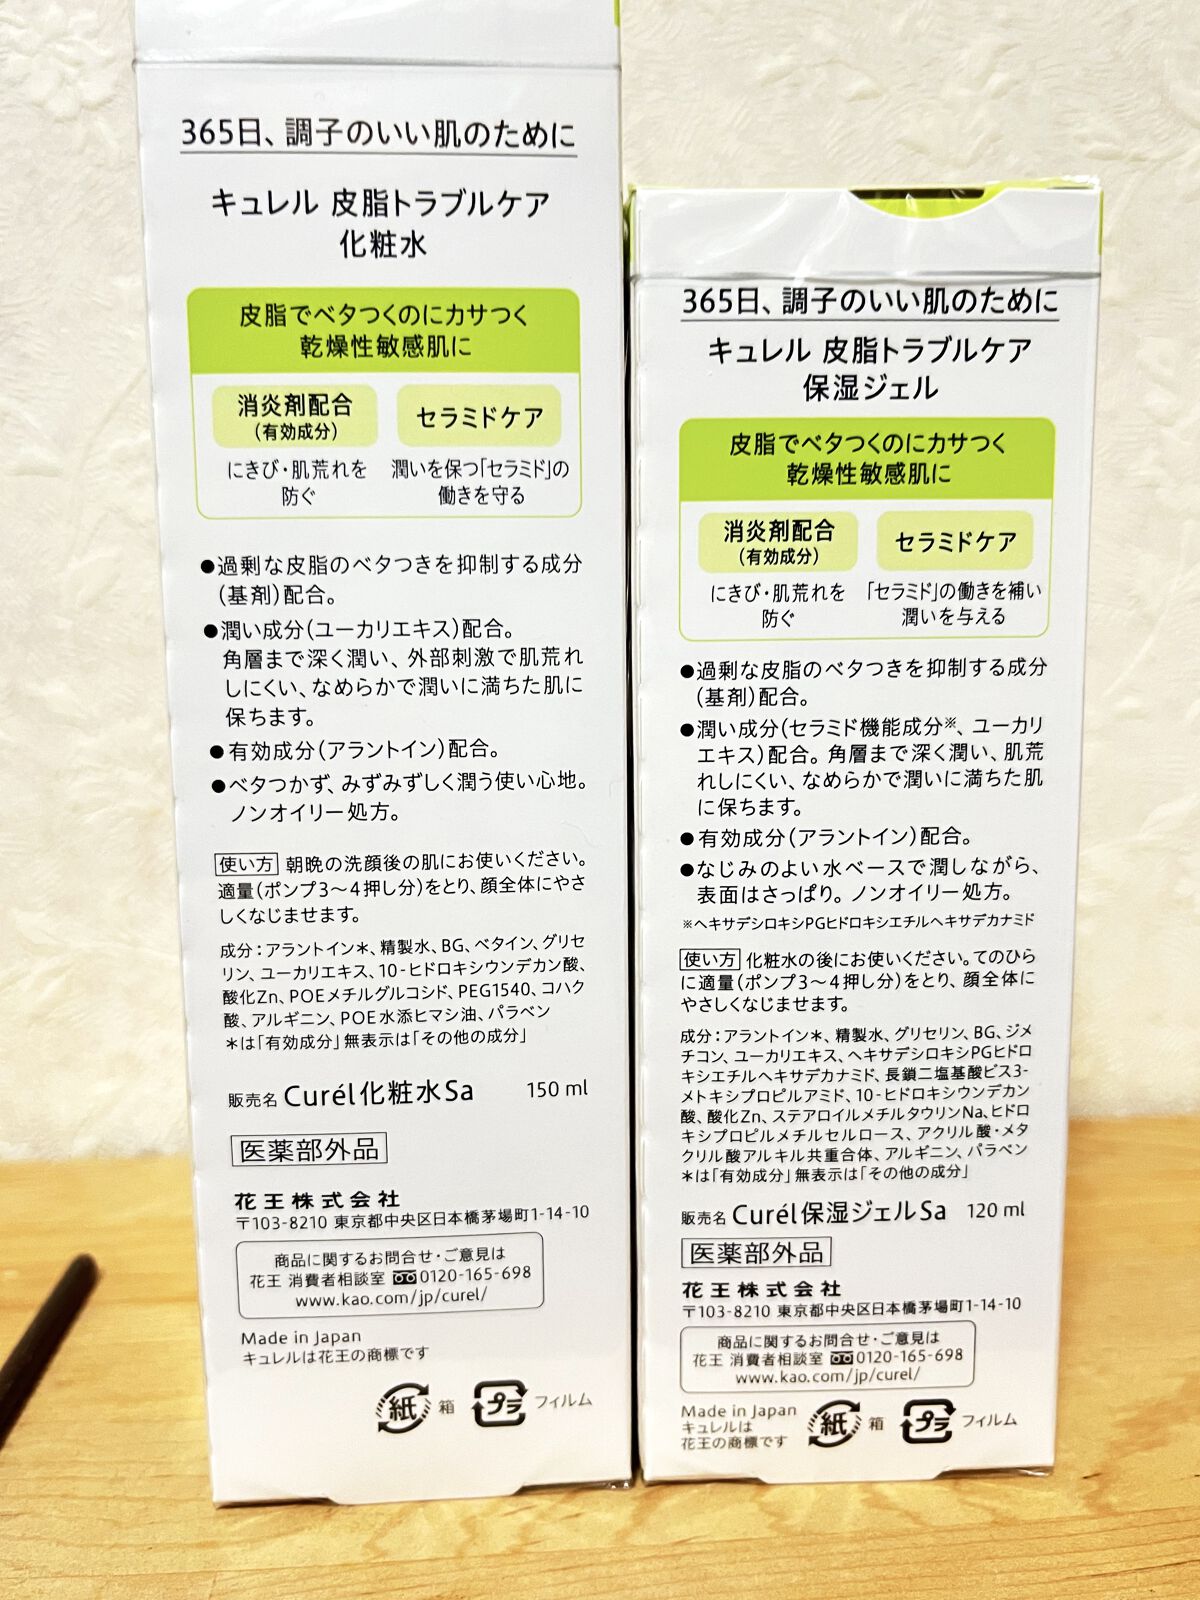 365日、調子のいい肌のために
キュレル 皮脂トラブルケア
化粧水
皮脂でベタつくのにカサつく
乾燥性敏感肌に
消炎剤配合
(有効成分)
セラミドケア
にきび・肌荒れを
防ぐ
潤いを保つ「セラミド」の
働きを守る
●過剰な皮脂のベタつきを抑制する成分
(基剤)配合。
●潤い成分(ユーカリエキス)配合。
角層まで深く潤い、外部刺激で肌荒れ
しにくい、なめらかで潤いに満ちた肌に
保ちます。
●有効成分(アラントイン)配合。
●ベタつかず、みずみずしく潤う使い心地。
ノンオイリー処方。
使い方 朝晩の洗顔後の肌にお使いください。
適量(ポンプ3〜4押し分)をとり、顔全体にやさ
しくなじませます。
成分：アラントイン＊、精製水、BG、ベタイン、グリセ
リン、ユーカリエキス、10-ヒドロキシウンデカン酸、
酸化Zn、POEメチルグルコシド、PEG1540、コハク
酸、アルギニン、POE水添ヒマシ油、パラベン
＊は「有効成分」無表示は「その他の成分」
販売名 Curél化粧水Sa 150 ml
医薬部外品
花王株式会社
〒103-8210 東京都中央区日本橋茅場町1-14-10
商品に関するお問合せ・ご意見は
花王 消費者相談室 0120-165-698
www.kao.com/jp/curel/
Made in Japan
キュレルは花王の商標です
紙 箱 プラ フィルム
365日、調子のいい肌のために
キュレル 皮脂トラブルケア
保湿ジェル
皮脂でベタつくのにカサつく
乾燥性敏感肌に
消炎剤配合
(有効成分)
セラミドケア
にきび・肌荒れを
防ぐ
「セラミド」の働きを補い
潤いを与える
●過剰な皮脂のベタつきを抑制する成分
(基剤)配合。
●潤い成分(セラミド機能成分※、ユーカリ
エキス)配合。角層まで深く潤い、肌荒
れしにくい、なめらかで潤いに満ちた肌
に保ちます。
●有効成分(アラントイン)配合。
●なじみのよい水ベースで潤しながら、
表面はさっぱり。ノンオイリー処方。
※ヘキサデシロキシPGヒドロキシエチルヘキサデカナミド
使い方 化粧水の後にお使いください。てのひら
に適量(ポンプ3〜4押し分)をとり、顔全体に
やさしくなじませます。
成分：アラントイン＊、精製水、グリセリン、BG、ジメ
チコン、ユーカリエキス、ヘキサデシロキシPGヒドロ
キシエチルヘキサデカナミド、長鎖二塩基酸ビス3-
メトキシプロピルアミド、10-ヒドロキシウンデカン
酸、酸化Zn、ステアロイルメチルタウリンNa、ヒドロ
キシプロピルメチルセルロース、アクリル酸・メタ
クリル酸アルキル共重合体、アルギニン、パラベン
＊は「有効成分」無表示は「その他の成分」
販売名 Curél保湿ジェルSa 120 ml
医薬部外品
花王株式会社
〒103-8210 東京都中央区日本橋茅場町1-14-10
商品に関するお問合せ・ご意見は
花王 消費者相談室 0120-165-698
www.kao.com/jp/curel/
Made in Japan
キュレルは
花王の商標です
紙 箱 プラ フィルム